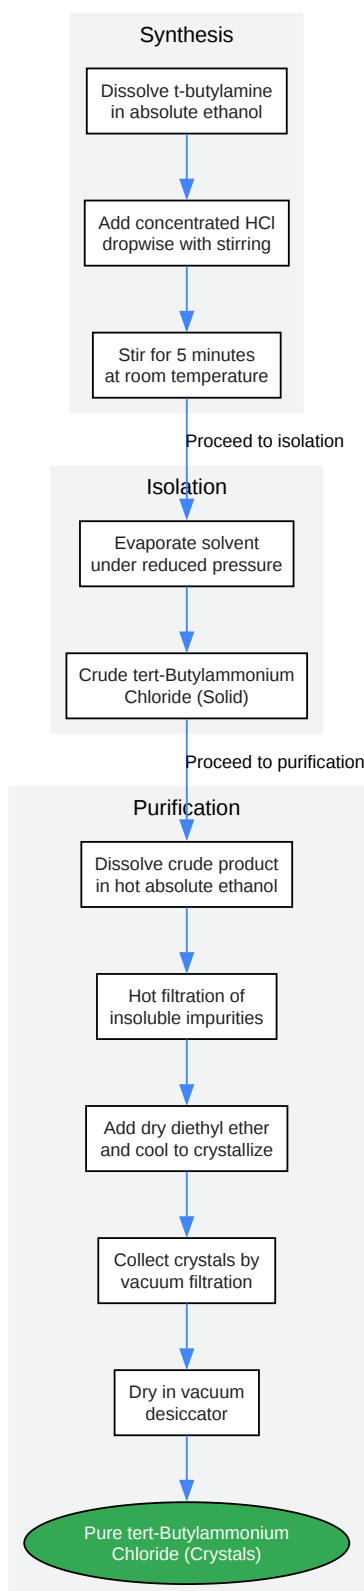 Synthesis
Dissolve t-butylamine
in absolute ethanol
Add concentrated HCl
dropwise with stirring
Stir for 5 minutes
at room temperature
Proceed to isolation
Isolation
Evaporate solvent
under reduced pressure
Crude tert-Butylammonium
Chloride (Solid)
Proceed to purification
Purification
Dissolve crude product
in hot absolute ethanol
Hot filtration of
insoluble impurities
Add dry diethyl ether
and cool to crystallize
Collect crystals by
vacuum filtration
Dry in vacuum
desiccator
Pure tert-Butylammonium
Chloride (Crystals)